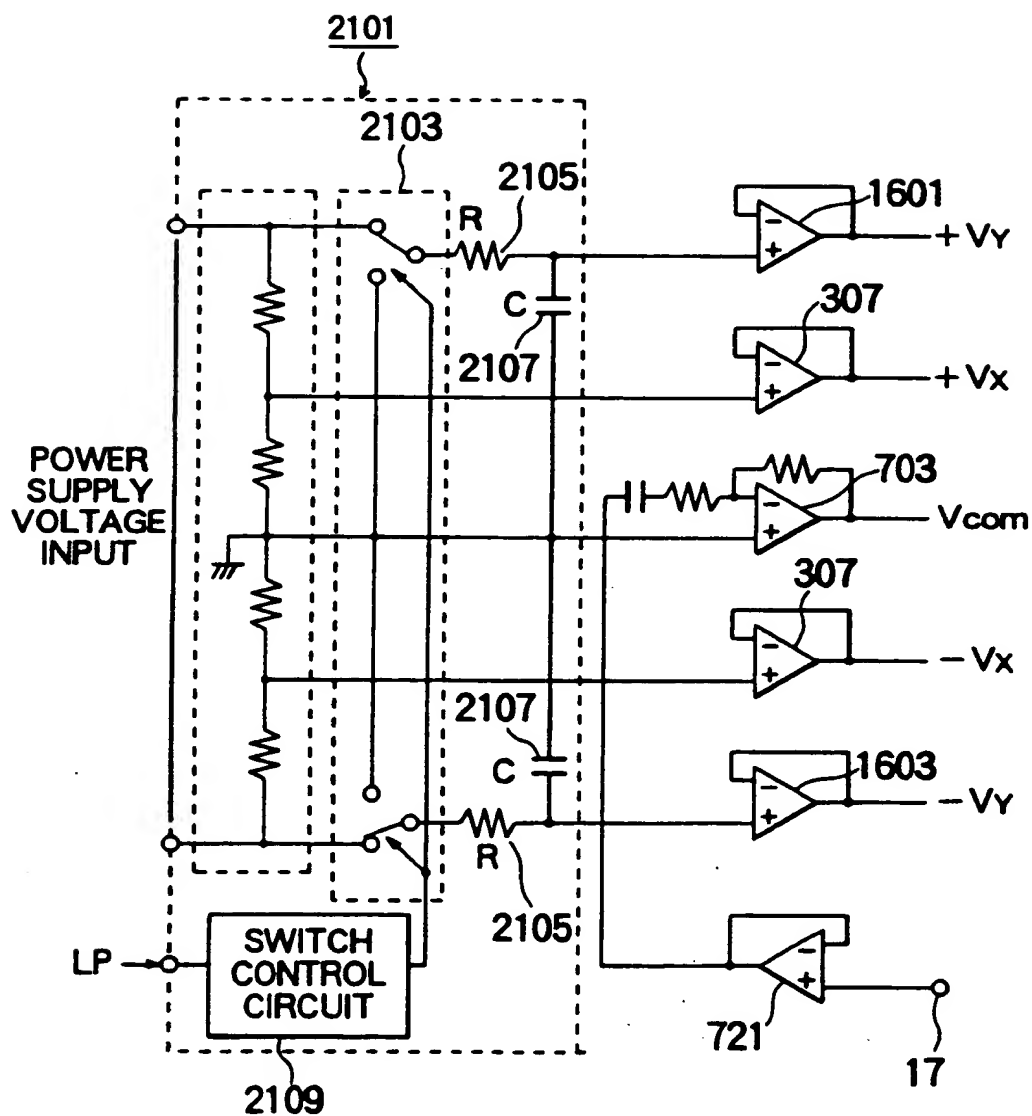 2101
2103
2105
R
1601
+VY
C
2107
307
+VX
POWER
SUPPLY
VOLTAGE
INPUT
703
Vcom
307
-VX
2107
C
1603
-VY
R
2105
LP
SWITCH
CONTROL
CIRCUIT
721
17
2109